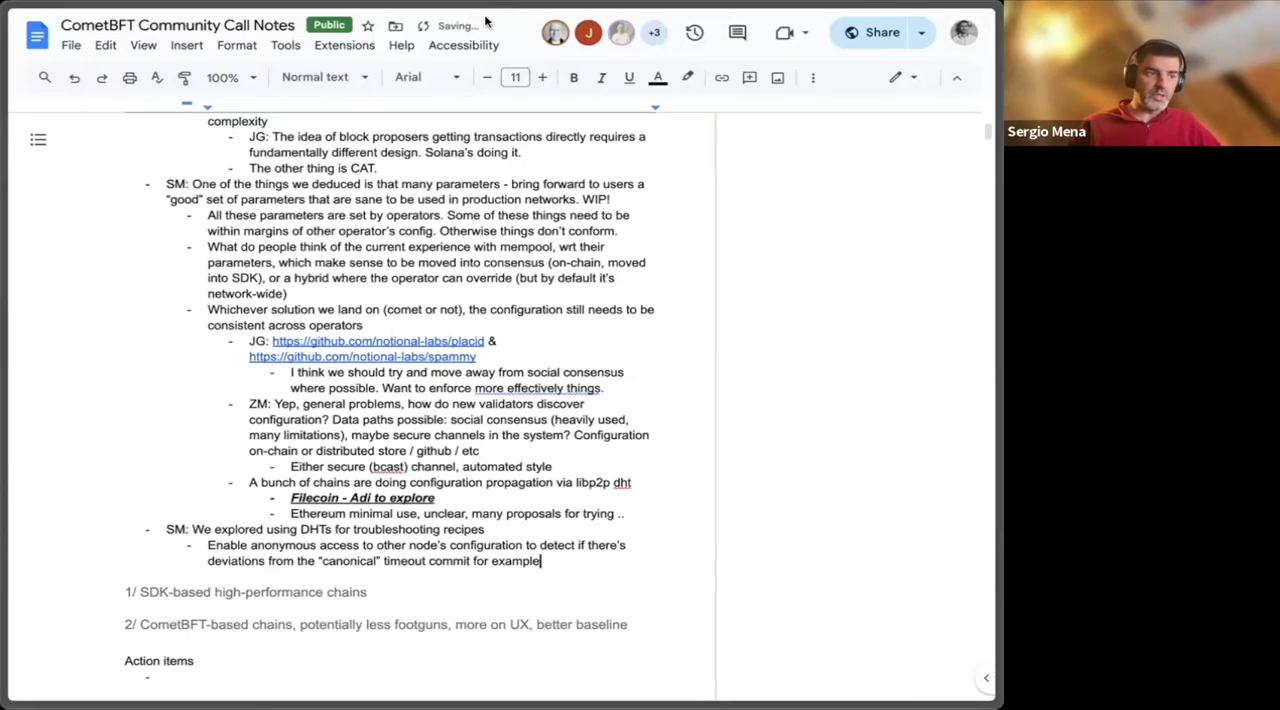 CometBFT Community Call Notes
Public
Saving...
J
+3
Share
File Edit View Insert Format Tools Extensions Help Accessibility
100% Normal text Arial 11 B I U A
complexity
- JG: The idea of block proposers getting transactions directly requires a
fundamentally different design. Solana's doing it.
- The other thing is CAT.
- SM: One of the things we deduced is that many parameters - bring forward to users a
"good" set of parameters that are sane to be used in production networks. WIP!
- All these parameters are set by operators. Some of these things need to be
within margins of other operator's config. Otherwise things don't conform.
- What do people think of the current experience with mempool, wrt their
parameters, which make sense to be moved into consensus (on-chain, moved
into SDK), or a hybrid where the operator can override (but by default it's
network-wide)
- Whichever solution we land on (comet or not), the configuration still needs to be
consistent across operators
- JG: https://github.com/notional-labs/placid &
https://github.com/notional-labs/spammy
- I think we should try and move away from social consensus
where possible. Want to enforce more effectively things.
- ZM: Yep, general problems, how do new validators discover
configuration? Data paths possible: social consensus (heavily used,
many limitations), maybe secure channels in the system? Configuration
on-chain or distributed store / github / etc
- Either secure (bcast) channel, automated style
- A bunch of chains are doing configuration propagation via libp2p dht
- Filecoin - Adi to explore
- Ethereum minimal use, unclear, many proposals for trying ..
- SM: We explored using DHTs for troubleshooting recipes
- Enable anonymous access to other node's configuration to detect if there's
deviations from the "canonical" timeout commit for example
1/ SDK-based high-performance chains
2/ CometBFT-based chains, potentially less footguns, more on UX, better baseline
Action items
-
Sergio Mena